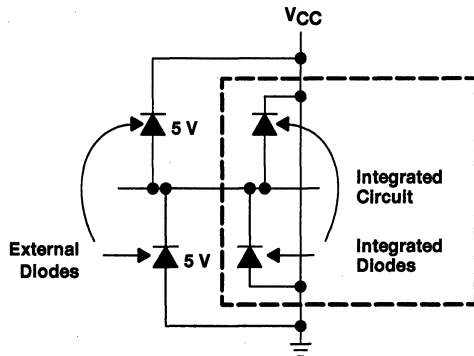 VCC
5 V
Integrated
Circuit
External
Diodes
5 V
Integrated
Diodes